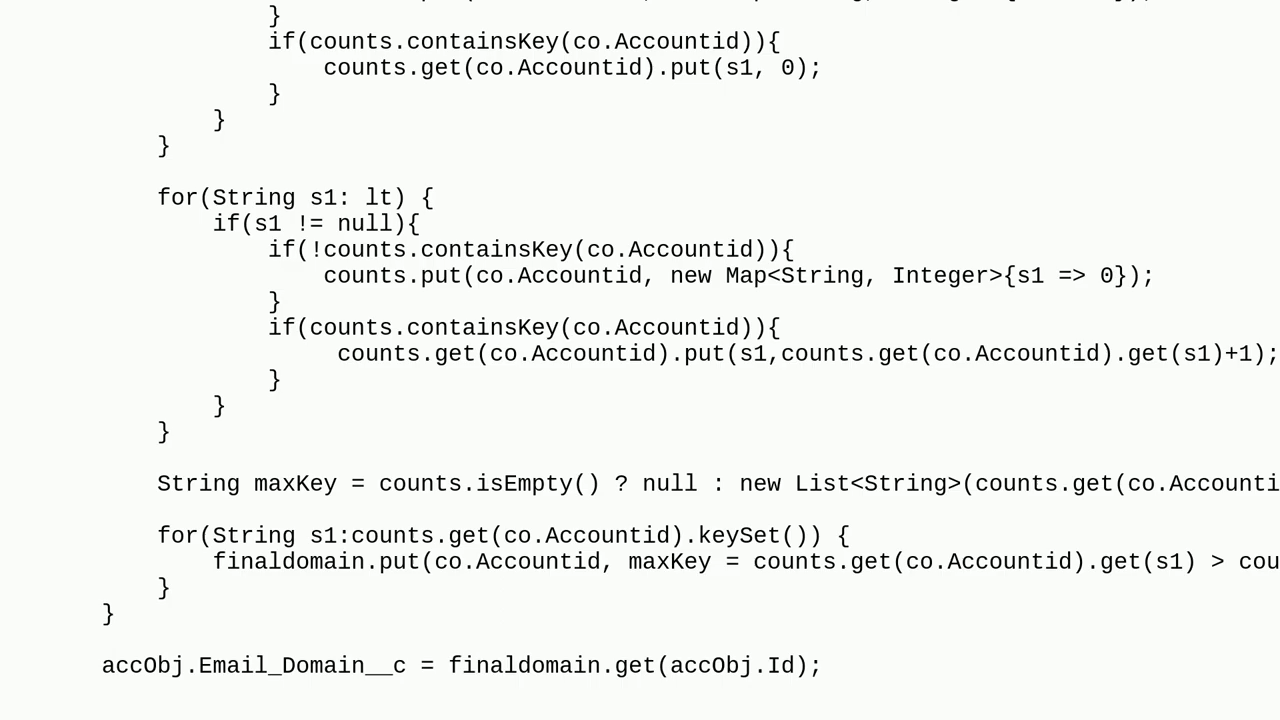 }
if(counts.containsKey(co.Accountid)){
counts.get(co.Accountid).put(s1, 0);
}
}
}
for(String s1: lt) {
if(s1 != null){
if(!counts.containsKey(co.Accountid)){
counts.put(co.Accountid, new Map<String, Integer>{s1 => 0});
}
if(counts.containsKey(co.Accountid)){
counts.get(co.Accountid).put(s1,counts.get(co.Accountid).get(s1)+1);
}
}
}
String maxKey = counts.isEmpty() ? null : new List<String>(counts.get(co.Accounti
for(String s1:counts.get(co.Accountid).keySet()) {
finaldomain.put(co.Accountid, maxKey = counts.get(co.Accountid).get(s1) > cou
}
}
accObj.Email_Domain__c = finaldomain.get(accObj.Id);